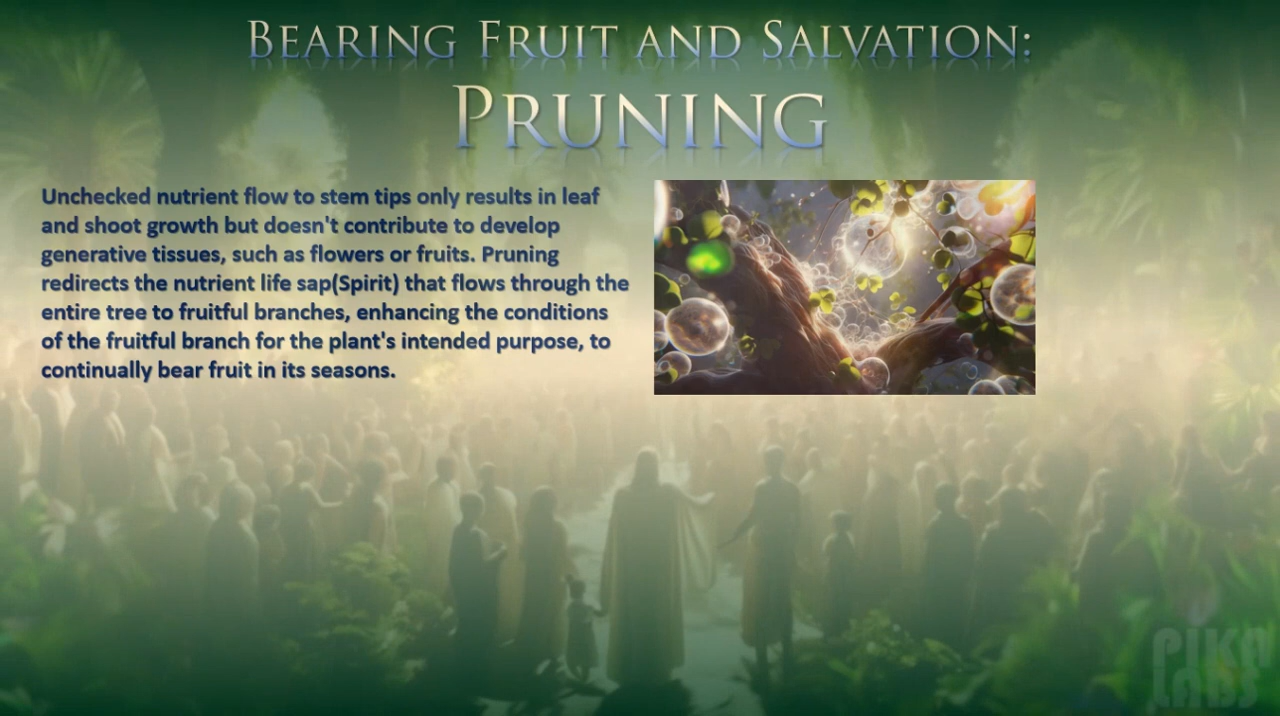 Bearing Fruit and Salvation:
Pruning
Unchecked nutrient flow to stem tips only results in leaf
and shoot growth but doesn't contribute to develop
generative tissues, such as flowers or fruits. Pruning
redirects the nutrient life sap(Spirit) that flows through the
entire tree to fruitful branches, enhancing the conditions
of the fruitful branch for the plant's intended purpose, to
continually bear fruit in its seasons.
PIKA
LABS